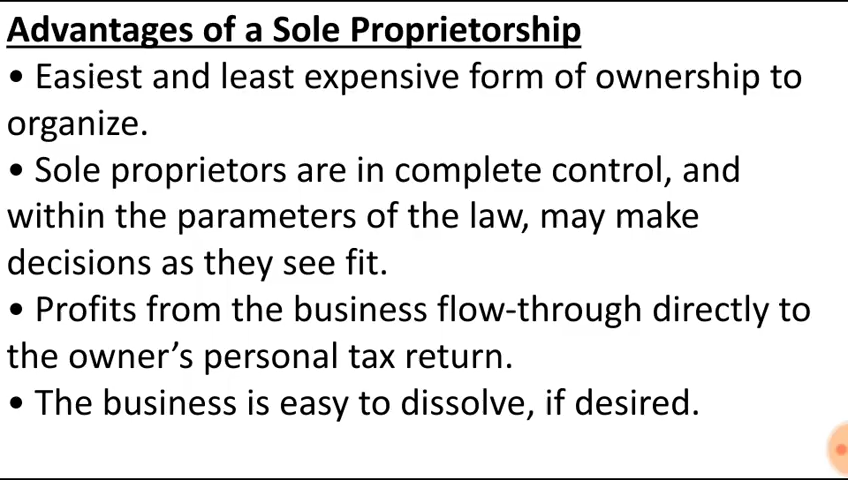 Advantages of a Sole Proprietorship
• Easiest and least expensive form of ownership to
organize.
• Sole proprietors are in complete control, and
within the parameters of the law, may make
decisions as they see fit.
• Profits from the business flow-through directly to
the owner’s personal tax return.
• The business is easy to dissolve, if desired.